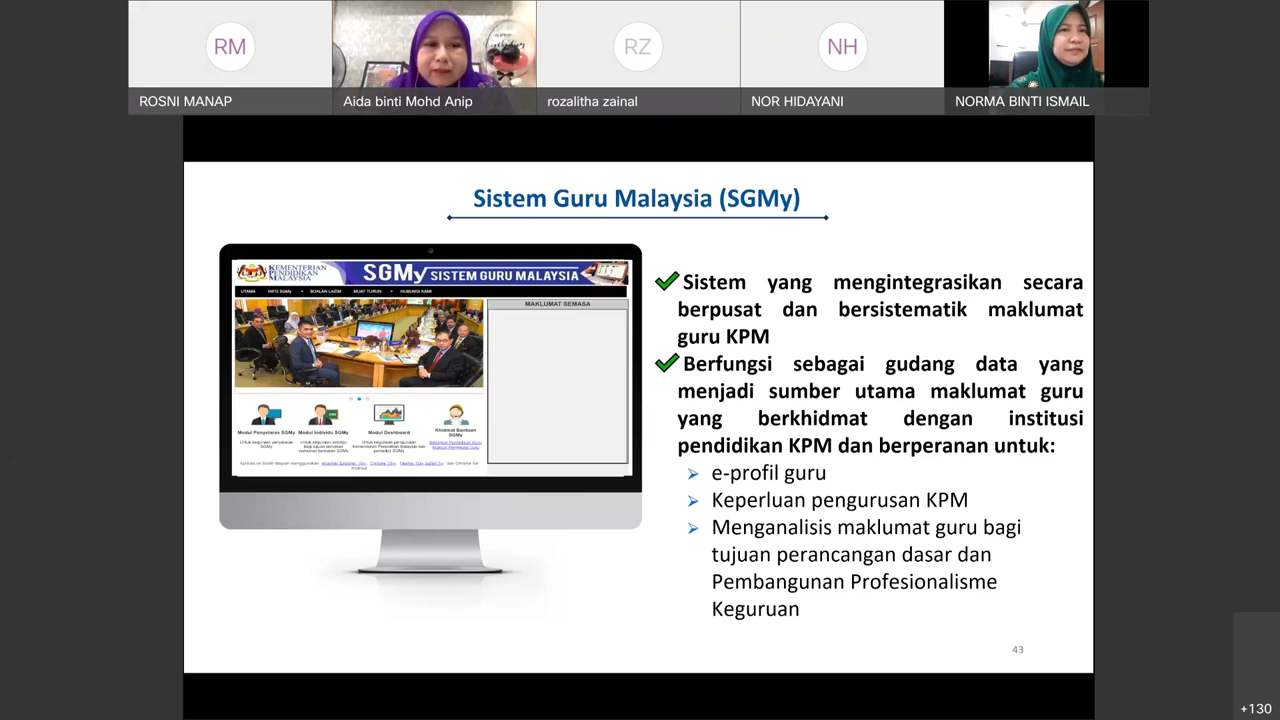 RM
RZ
NH
ROSNI MANAP
Aida binti Mohd Anip
rozalitha zainal
NOR HIDAYANI
NORMA BINTI ISMAIL
Sistem Guru Malaysia (SGMy)
KEMENTERIAN
PENDIDIKAN
MALAYSIA
SGMy SISTEM GURU MALAYSIA
UTAMA INFO SGMy SOALAN LAZIM MUAT TURUN HUBUNGI KAMI
MAKLUMAT SEMASA
Modul Penyelaras SGMy
Modul Individu SGMy
Modul Dashboard
Khidmat Bantuan
SGMy
Sistem yang mengintegrasikan secara
berpusat dan bersistematik maklumat
guru KPM
Berfungsi sebagai gudang data yang
menjadi sumber utama maklumat guru
yang berkhidmat dengan institusi
pendidikan KPM dan berperanan untuk:
e-profil guru
Keperluan pengurusan KPM
Menganalisis maklumat guru bagi
tujuan perancangan dasar dan
Pembangunan Profesionalisme
Keguruan
43
+130